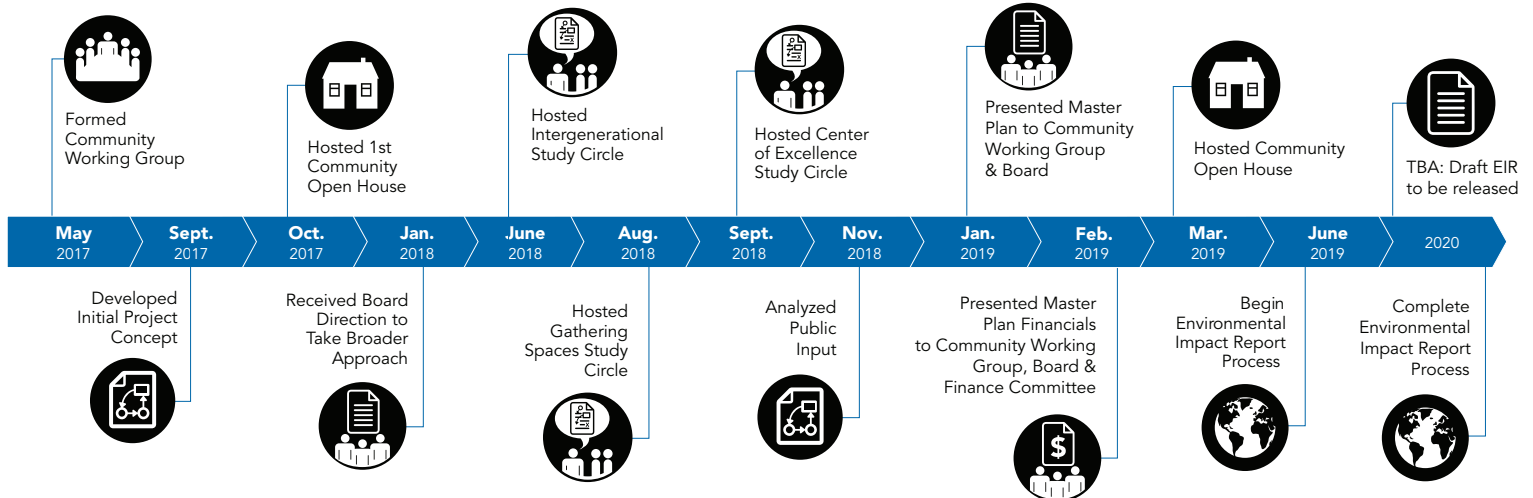 Formed
Community
Working Group
Hosted 1st
Community
Open House
Hosted
Intergenerational
Study Circle
Hosted Center
of Excellence
Study Circle
Presented Master
Plan to Community
Working Group
& Board
Hosted Community
Open House
TBA: Draft EIR
to be released
May
2017
Sept.
2017
Oct.
2017
Jan.
2018
June
2018
Aug.
2018
Sept.
2018
Nov.
2018
Jan.
2019
Feb.
2019
Mar.
2019
June
2019
2020
Developed
Initial Project
Concept
Received Board
Direction to
Take Broader
Approach
Hosted
Gathering
Spaces Study
Circle
Analyzed
Public
Input
Presented Master
Plan Financials
to Community Working
Group, Board &
Finance Committee
$
Begin
Environmental
Impact Report
Process
Complete
Environmental
Impact Report
Process